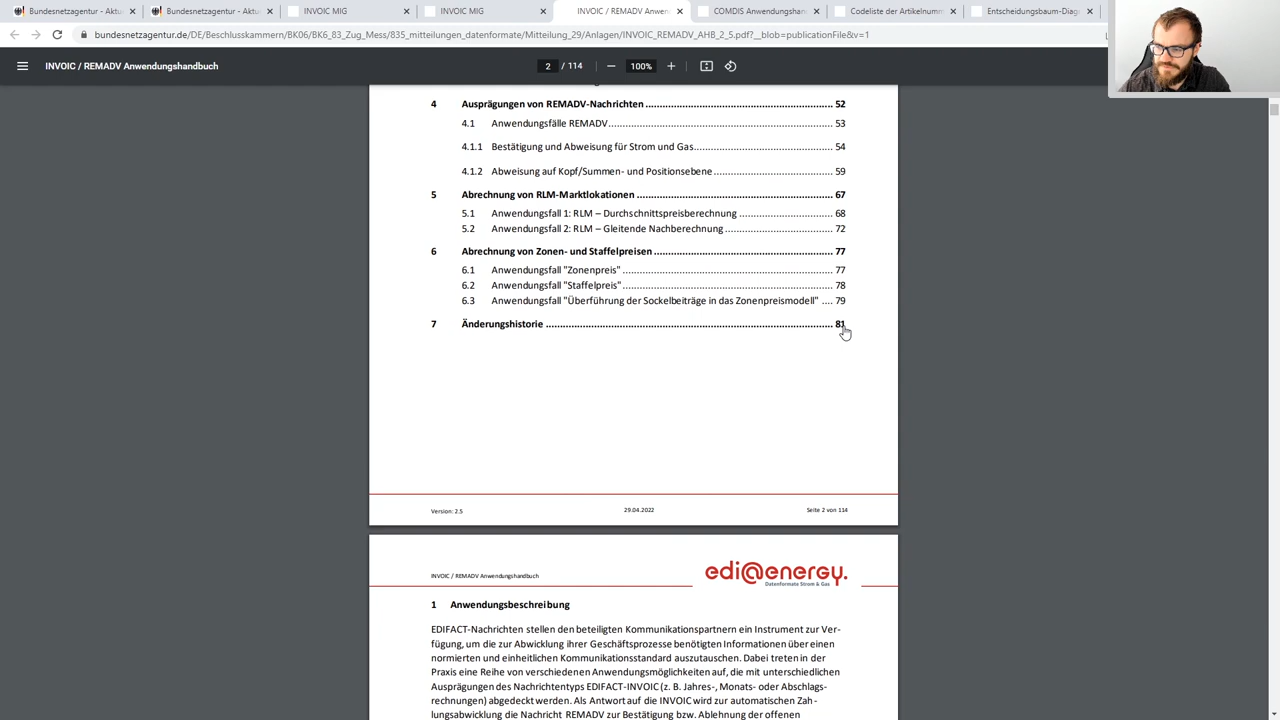 Bundesnetzagentur - Aktu
Bundesnetzagentur - Aktu
INVOIC MIG
INVOIC MIG
INVOIC / REMADV Anwen
COMDIS Anwendungshan
Codeliste der Artikelnumm
Entscheidungsbaum-Diag
bundesnetzagentur.de/DE/Beschlusskammern/BK06/BK6_83_Zug_Mess/835_mitteilungen_datenformate/Mitteilung_29/Anlagen/INVOIC_REMADV_AHB_2_5.pdf?__blob=publicationFile&v=1
INVOIC / REMADV Anwendungshandbuch
2 / 114
100%
4 Ausprägungen von REMADV-Nachrichten 52
4.1 Anwendungsfälle REMADV 53
4.1.1 Bestätigung und Abweisung für Strom und Gas 54
4.1.2 Abweisung auf Kopf/Summen- und Positionsebene 59
5 Abrechnung von RLM-Marktlokationen 67
5.1 Anwendungsfall 1: RLM – Durchschnittspreisberechnung 68
5.2 Anwendungsfall 2: RLM – Gleitende Nachberechnung 72
6 Abrechnung von Zonen- und Staffelpreisen 77
6.1 Anwendungsfall "Zonenpreis" 77
6.2 Anwendungsfall "Staffelpreis" 78
6.3 Anwendungsfall "Überführung der Sockelbeiträge in das Zonenpreismodell" 79
7 Änderungshistorie 81
Version: 2.5 29.04.2022 Seite 2 von 114
edi@energy.
Datenformate Strom & Gas
INVOIC / REMADV Anwendungshandbuch
1 Anwendungsbeschreibung
EDIFACT-Nachrichten stellen den beteiligten Kommunikationspartnern ein Instrument zur Ver-
fügung, um die zur Abwicklung ihrer Geschäftsprozesse benötigten Informationen über einen
normierten und einheitlichen Kommunikationsstandard auszutauschen. Dabei treten in der
Praxis eine Reihe von verschiedenen Anwendungsmöglichkeiten auf, die mit unterschiedlichen
Ausprägungen des Nachrichtentyps EDIFACT-INVOIC (z. B. Jahres-, Monats- oder Abschlags-
rechnungen) abgedeckt werden. Als Antwort auf die INVOIC wird zur automatischen Zah-
lungsabwicklung die Nachricht REMADV zur Bestätigung bzw. Ablehnung der offenen